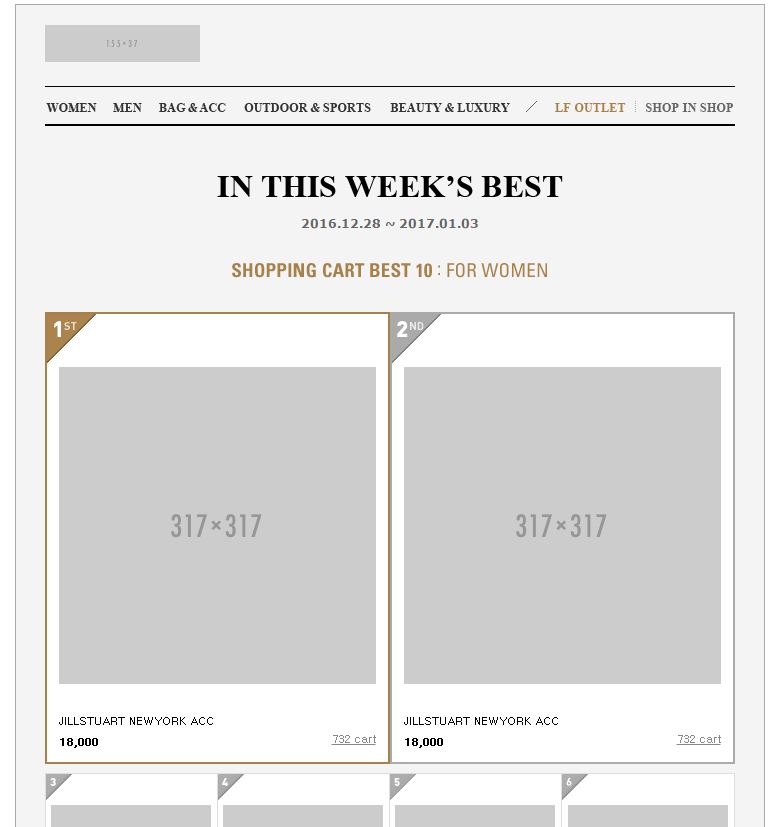 155×37
WOMEN MEN BAG & ACC OUTDOOR & SPORTS BEAUTY & LUXURY / LF OUTLET SHOP IN SHOP
IN THIS WEEK’S BEST
2016.12.28 ~ 2017.01.03
SHOPPING CART BEST 10 : FOR WOMEN
1ST 2ND
317×317 317×317
JILLSTUART NEWYORK ACC JILLSTUART NEWYORK ACC
18,000 732 cart 18,000 732 cart
3 4 5 6